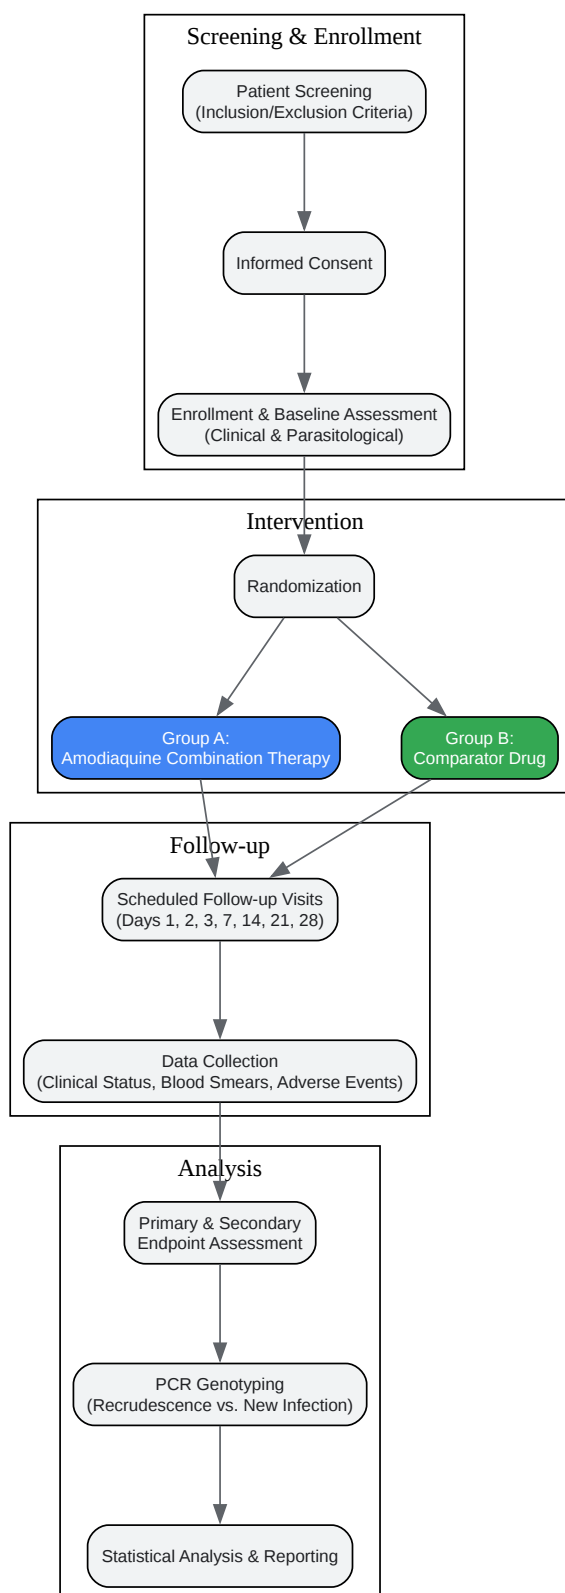 Screening & Enrollment
Patient Screening
(Inclusion/Exclusion Criteria)
Informed Consent
Enrollment & Baseline Assessment
(Clinical & Parasitological)
Intervention
Randomization
Group A:
Amodiaquine Combination Therapy
Group B:
Comparator Drug
Follow-up
Scheduled Follow-up Visits
(Days 1, 2, 3, 7, 14, 21, 28)
Data Collection
(Clinical Status, Blood Smears, Adverse Events)
Analysis
Primary & Secondary
Endpoint Assessment
PCR Genotyping
(Recrudescence vs. New Infection)
Statistical Analysis & Reporting